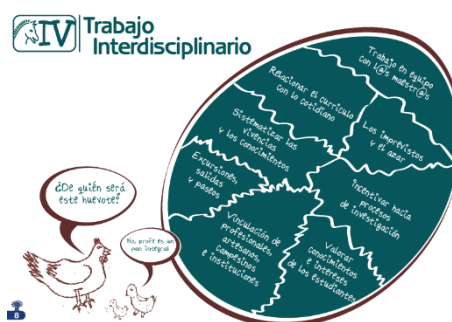 IV
Trabajo
Interdisciplinario
Trabajo en equipo
con l@s maestr@s
Relacionar el currículo
con lo cotidiano
Los imprevistos
y el azar
Sistematizar las
vivencias
y los conocimientos
Incentivar hacia
procesos
de investigación
Excursiones,
salidas
y paseos
Vinculación de
profesionales,
artesanos,
campesinos
e instituciones
Valorar
conocimientos
e intereses
de los estudiantes
¿De quién será
este huevote?
No, profe es un
pan integral
8